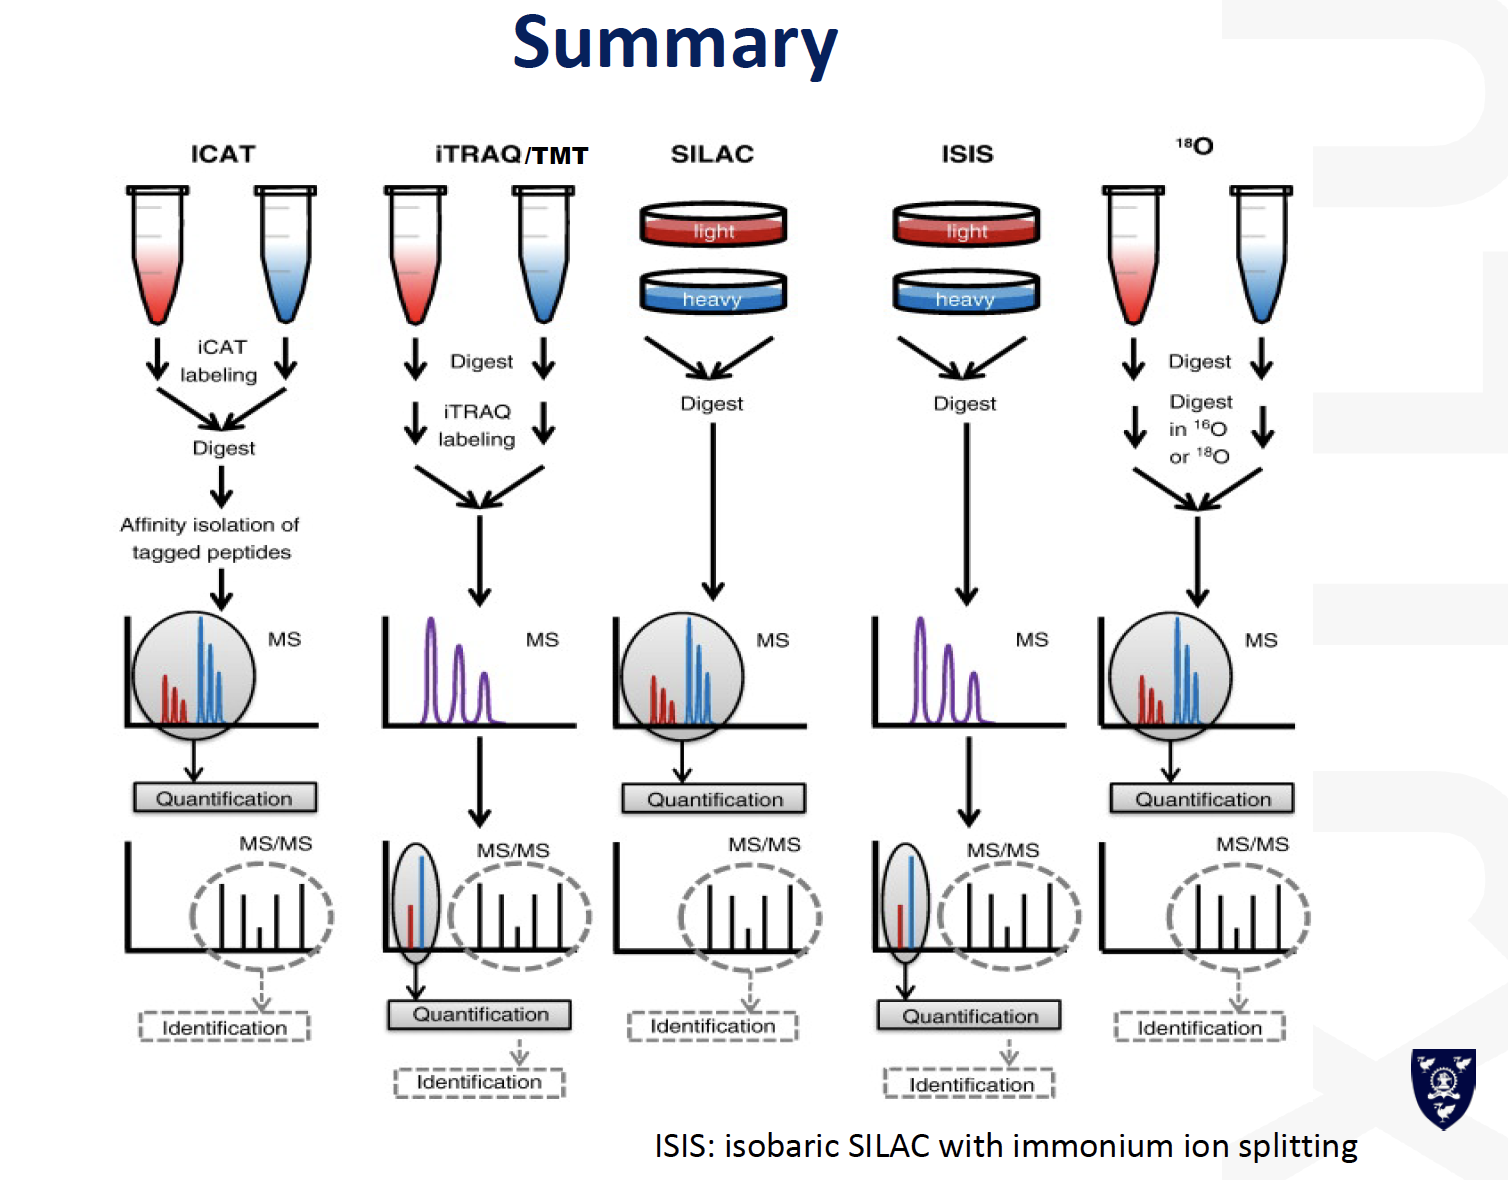 Summary
ICAT
iCAT
labeling
Digest
Affinity isolation of
tagged peptides
MS
Quantification
MS/MS
Identification
iTRAQ/TMT
Digest
iTRAQ
labeling
MS
MS/MS
Quantification
Identification
SILAC
light
heavy
Digest
MS
Quantification
MS/MS
Identification
ISIS
light
heavy
Digest
MS
MS/MS
Quantification
Identification
¹⁸O
Digest
Digest
in ¹⁶O
or ¹⁸O
MS
Quantification
MS/MS
Identification
ISIS: isobaric SILAC with immonium ion splitting